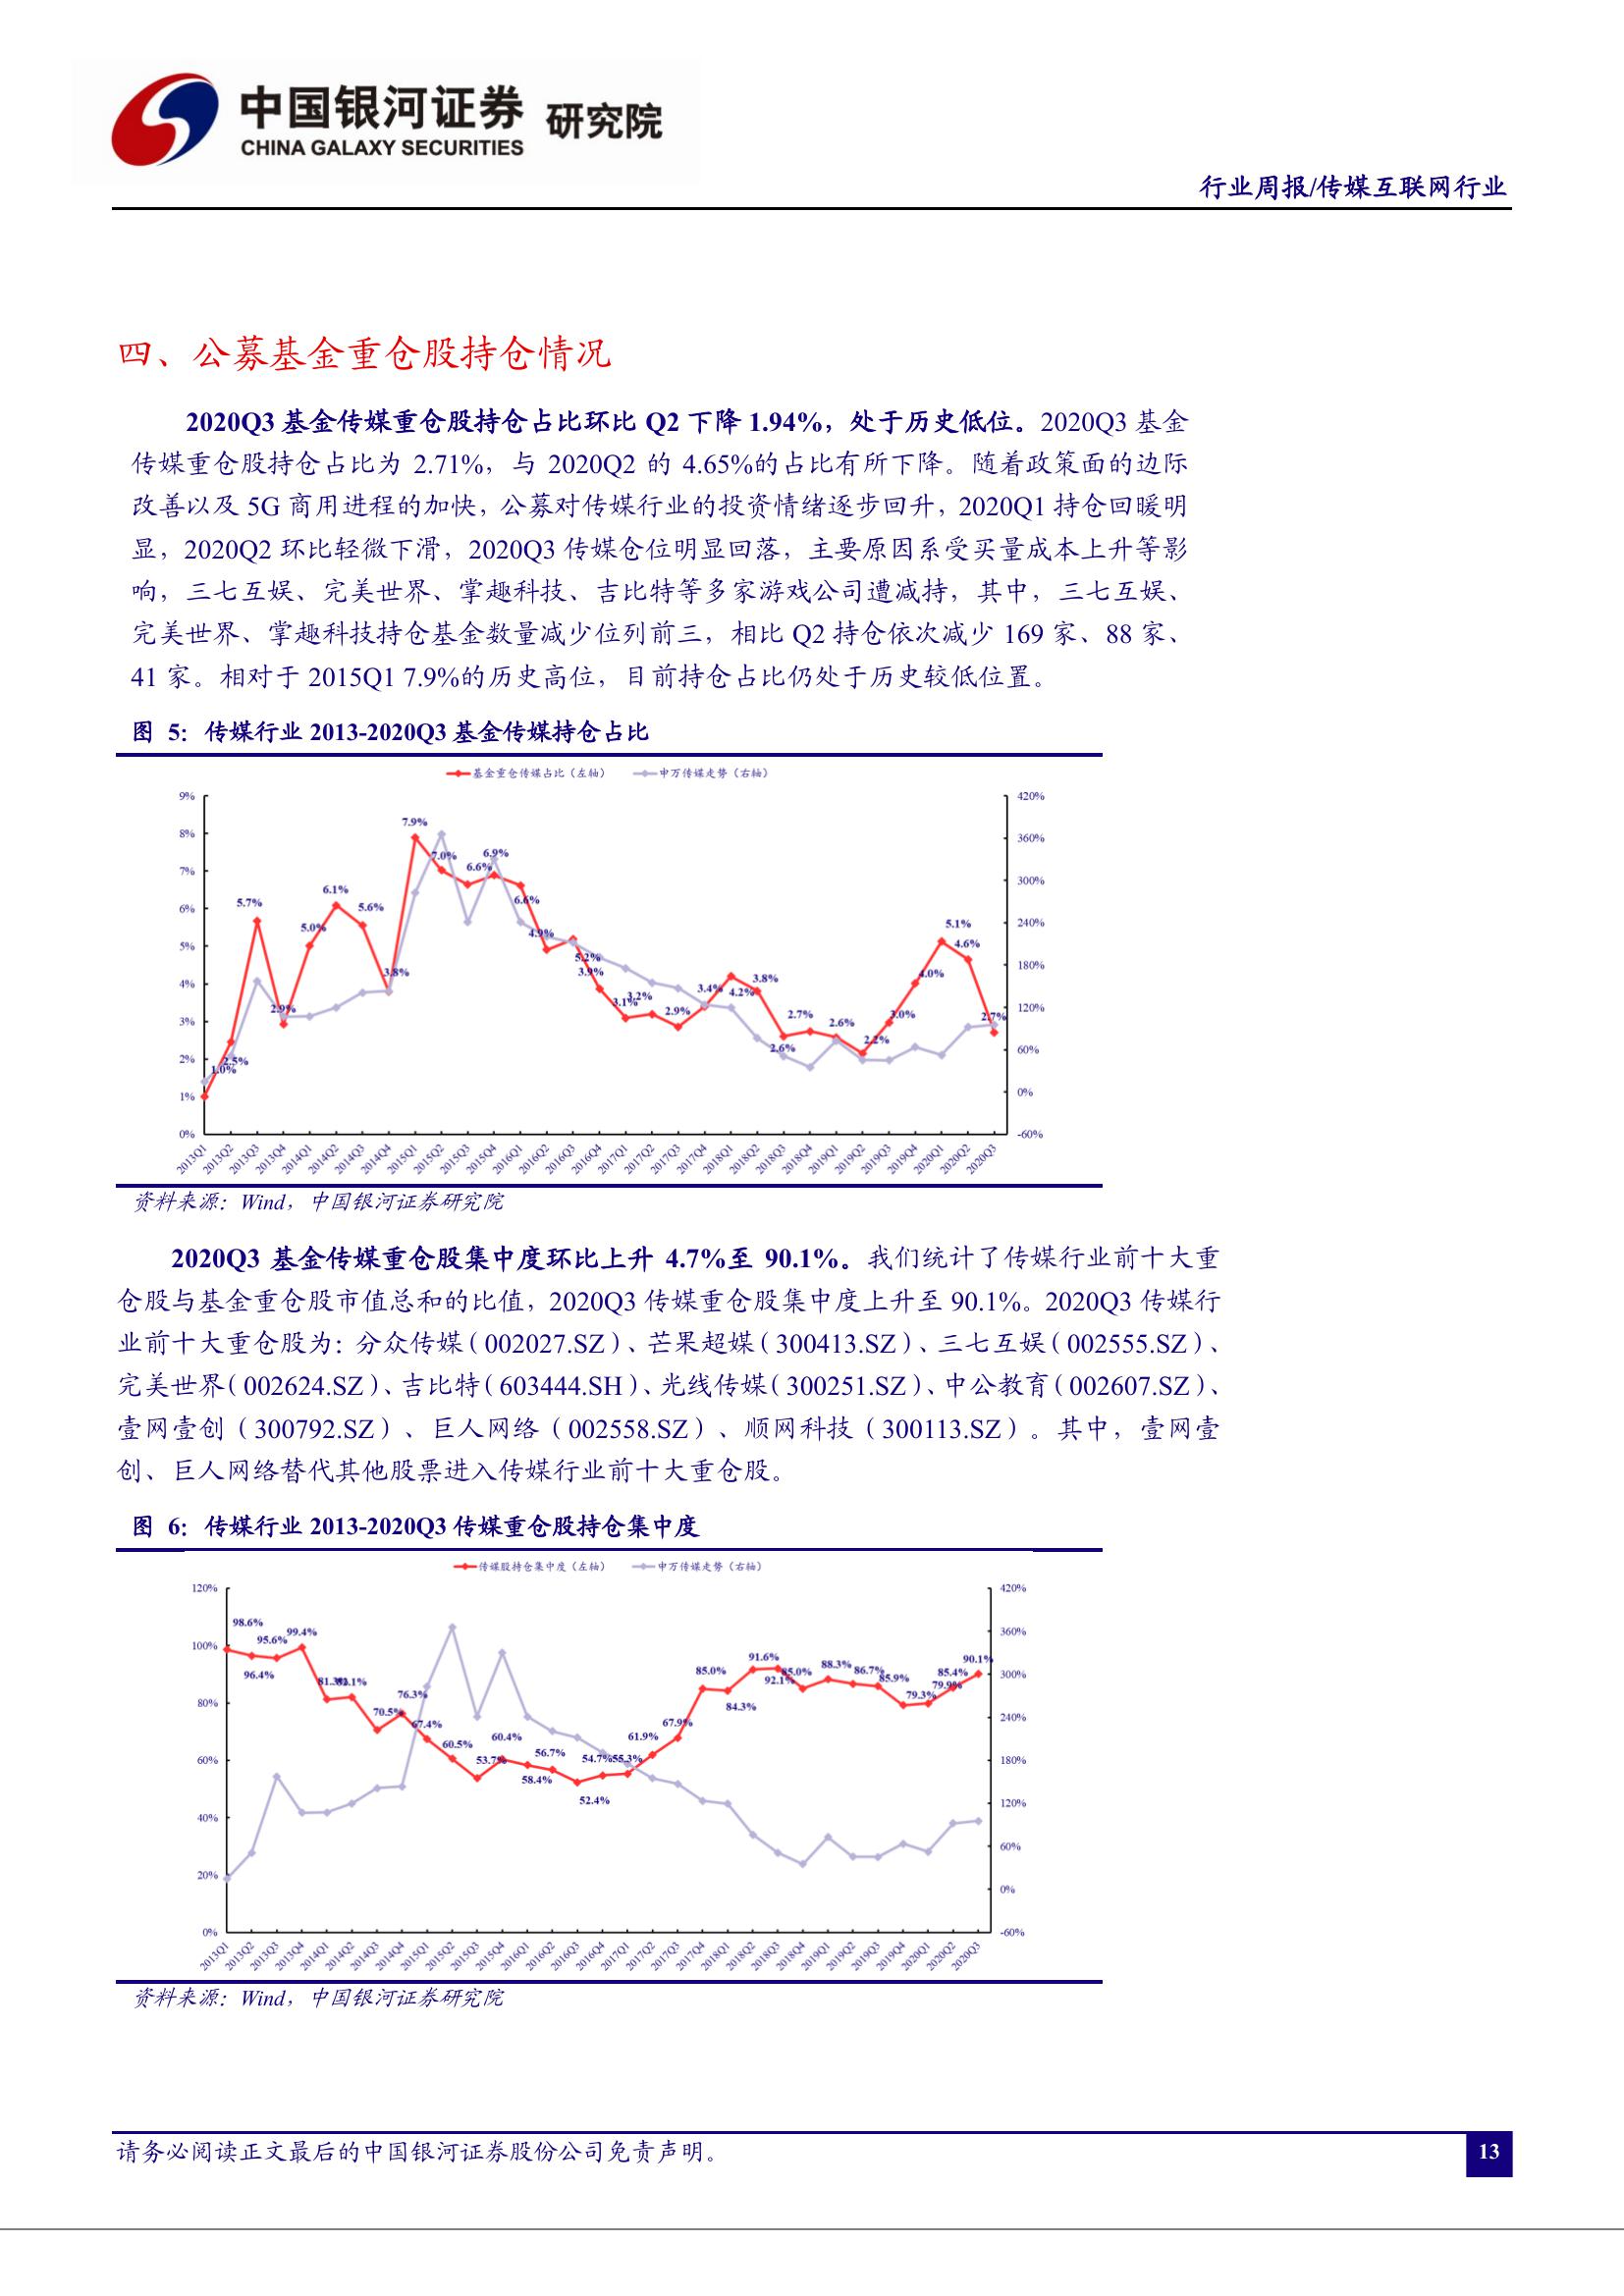 中国银河证券 研究院
CHINA GALAXY SECURITIES
行业周报/传媒互联网行业
四、公募基金重仓股持仓情况
2020Q3 基金传媒重仓股持仓占比环比 Q2 下降 1.94%，处于历史低位。2020Q3 基金
传媒重仓股持仓占比为 2.71%，与 2020Q2 的 4.65%的占比有所下降。随着政策面的边际
改善以及 5G 商用进程的加快，公募对传媒行业的投资情绪逐步回升，2020Q1 持仓回暖明
显，2020Q2 环比轻微下滑，2020Q3 传媒仓位明显回落，主要原因系受买量成本上升等影
响，三七互娱、完美世界、掌趣科技、吉比特等多家游戏公司遭减持，其中，三七互娱、
完美世界、掌趣科技持仓基金数量减少位列前三，相比 Q2 持仓依次减少 169 家、88 家、
41 家。相对于 2015Q1 7.9%的历史高位，目前持仓占比仍处于历史较低位置。
图 5：传媒行业 2013-2020Q3 基金传媒持仓占比
基金重仓传媒占比（左轴） 申万传媒走势（右轴）
9% 8% 7% 6% 5% 4% 3% 2% 1% 0%
420% 360% 300% 240% 180% 120% 60% 0% -60%
1.0% 2.5% 5.7% 2.9% 5.0% 6.1% 5.6% 3.8% 7.9% 7.0% 6.6% 6.9% 6.6% 4.9% 5.2% 3.9% 3.1% 3.2% 2.9% 3.4% 4.2% 3.8% 2.6% 2.7% 2.6% 2.2% 3.0% 4.0% 5.1% 4.6% 2.7%
2013Q1 2013Q2 2013Q3 2013Q4 2014Q1 2014Q2 2014Q3 2014Q4 2015Q1 2015Q2 2015Q3 2015Q4 2016Q1 2016Q2 2016Q3 2016Q4 2017Q1 2017Q2 2017Q3 2017Q4 2018Q1 2018Q2 2018Q3 2018Q4 2019Q1 2019Q2 2019Q3 2019Q4 2020Q1 2020Q2 2020Q3
资料来源：Wind，中国银河证券研究院
2020Q3 基金传媒重仓股集中度环比上升 4.7%至 90.1%。我们统计了传媒行业前十大重
仓股与基金重仓股市值总和的比值，2020Q3 传媒重仓股集中度上升至 90.1%。2020Q3 传媒行
业前十大重仓股为：分众传媒（002027.SZ）、芒果超媒（300413.SZ）、三七互娱（002555.SZ）、
完美世界（002624.SZ）、吉比特（603444.SH）、光线传媒（300251.SZ）、中公教育（002607.SZ）、
壹网壹创（300792.SZ）、巨人网络（002558.SZ）、顺网科技（300113.SZ）。其中，壹网壹
创、巨人网络替代其他股票进入传媒行业前十大重仓股。
图 6：传媒行业 2013-2020Q3 传媒重仓股持仓集中度
传媒股持仓集中度（左轴） 申万传媒走势（右轴）
120% 100% 80% 60% 40% 20% 0%
420% 360% 300% 240% 180% 120% 60% 0% -60%
98.6% 96.4% 95.6% 99.4% 81.3% 82.1% 70.5% 76.3% 67.4% 60.5% 53.7% 60.4% 58.4% 56.7% 52.4% 54.7% 55.3% 61.9% 67.9% 85.0% 84.3% 91.6% 92.1% 85.0% 88.3% 86.7% 85.9% 79.3% 79.9% 85.4% 90.1%
2013Q1 2013Q2 2013Q3 2013Q4 2014Q1 2014Q2 2014Q3 2014Q4 2015Q1 2015Q2 2015Q3 2015Q4 2016Q1 2016Q2 2016Q3 2016Q4 2017Q1 2017Q2 2017Q3 2017Q4 2018Q1 2018Q2 2018Q3 2018Q4 2019Q1 2019Q2 2019Q3 2019Q4 2020Q1 2020Q2 2020Q3
资料来源：Wind，中国银河证券研究院
请务必阅读正文最后的中国银河证券股份公司免责声明。
13